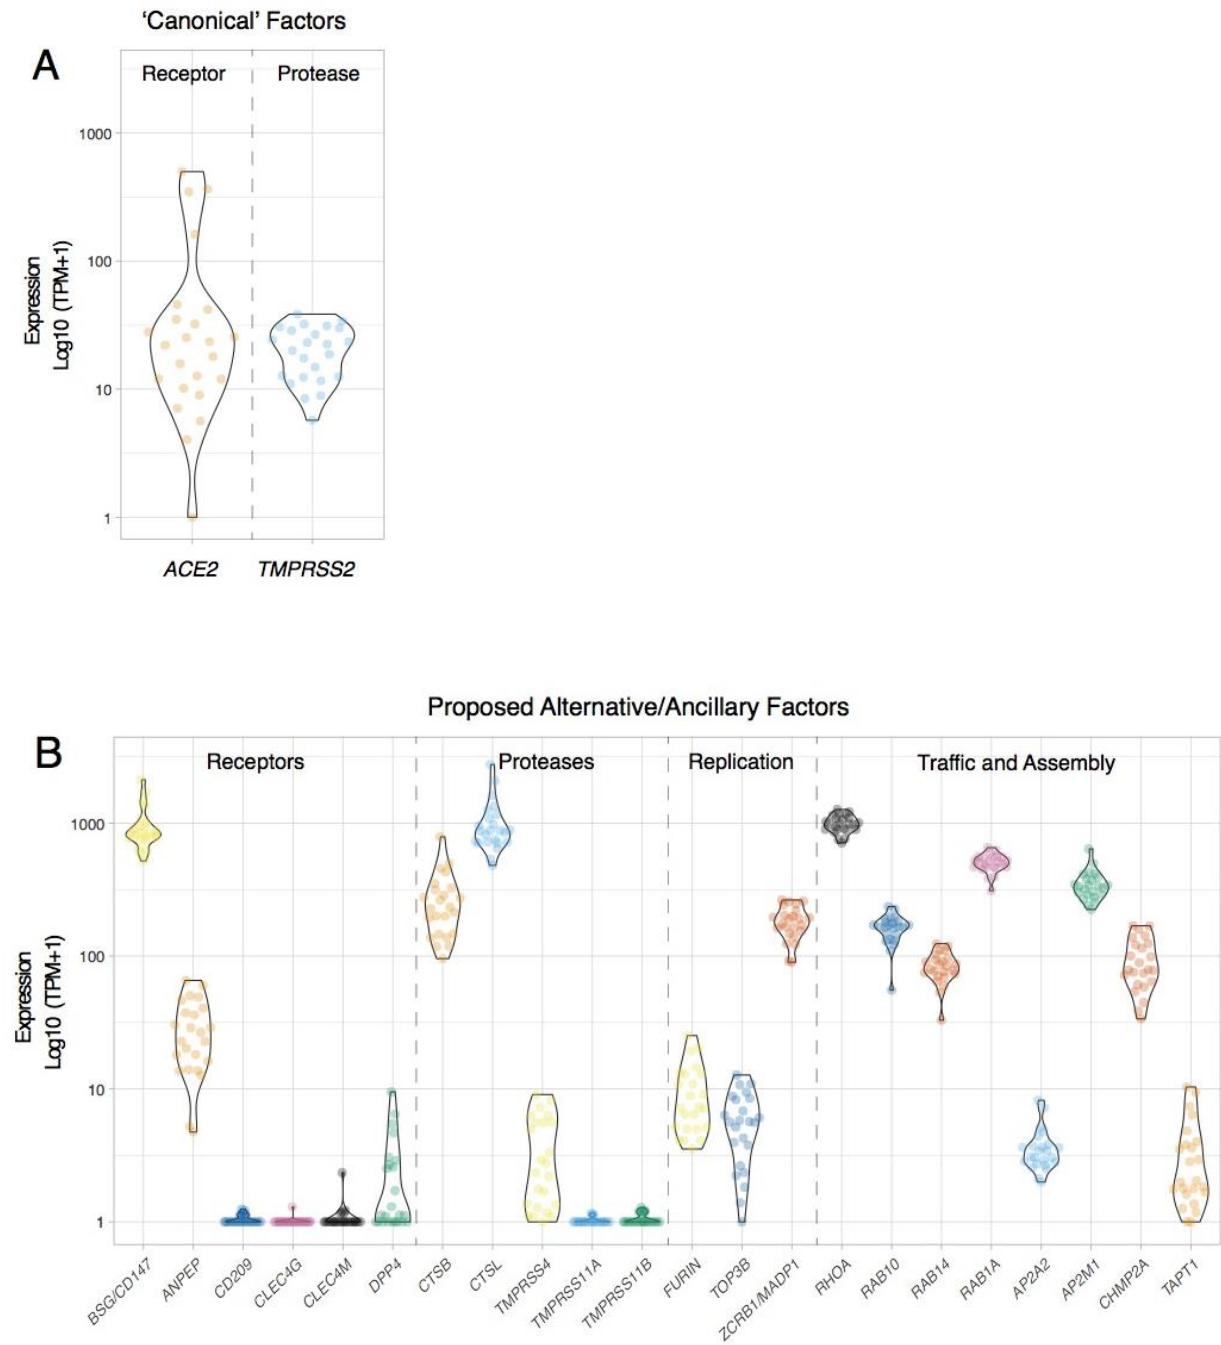 ‘Canonical’ Factors
A
Receptor
Protease
1000
100
10
1
Expression
Log10 (TPM+1)
ACE2
TMPRSS2
Proposed Alternative/Ancillary Factors
B
Receptors
Proteases
Replication
Traffic and Assembly
1000
100
10
1
Expression
Log10 (TPM+1)
BSG/CD147
ANPEP
CD209
CLEC4G
CLEC4M
DPP4
CTSB
CTSL
TMPRSS4
TMPRSS11A
TMPRSS11B
FURIN
TOP3B
ZCRB1/MADP1
RHOA
RAB10
RAB14
RAB1A
AP2A2
AP2M1
CHMP2A
TAPT1